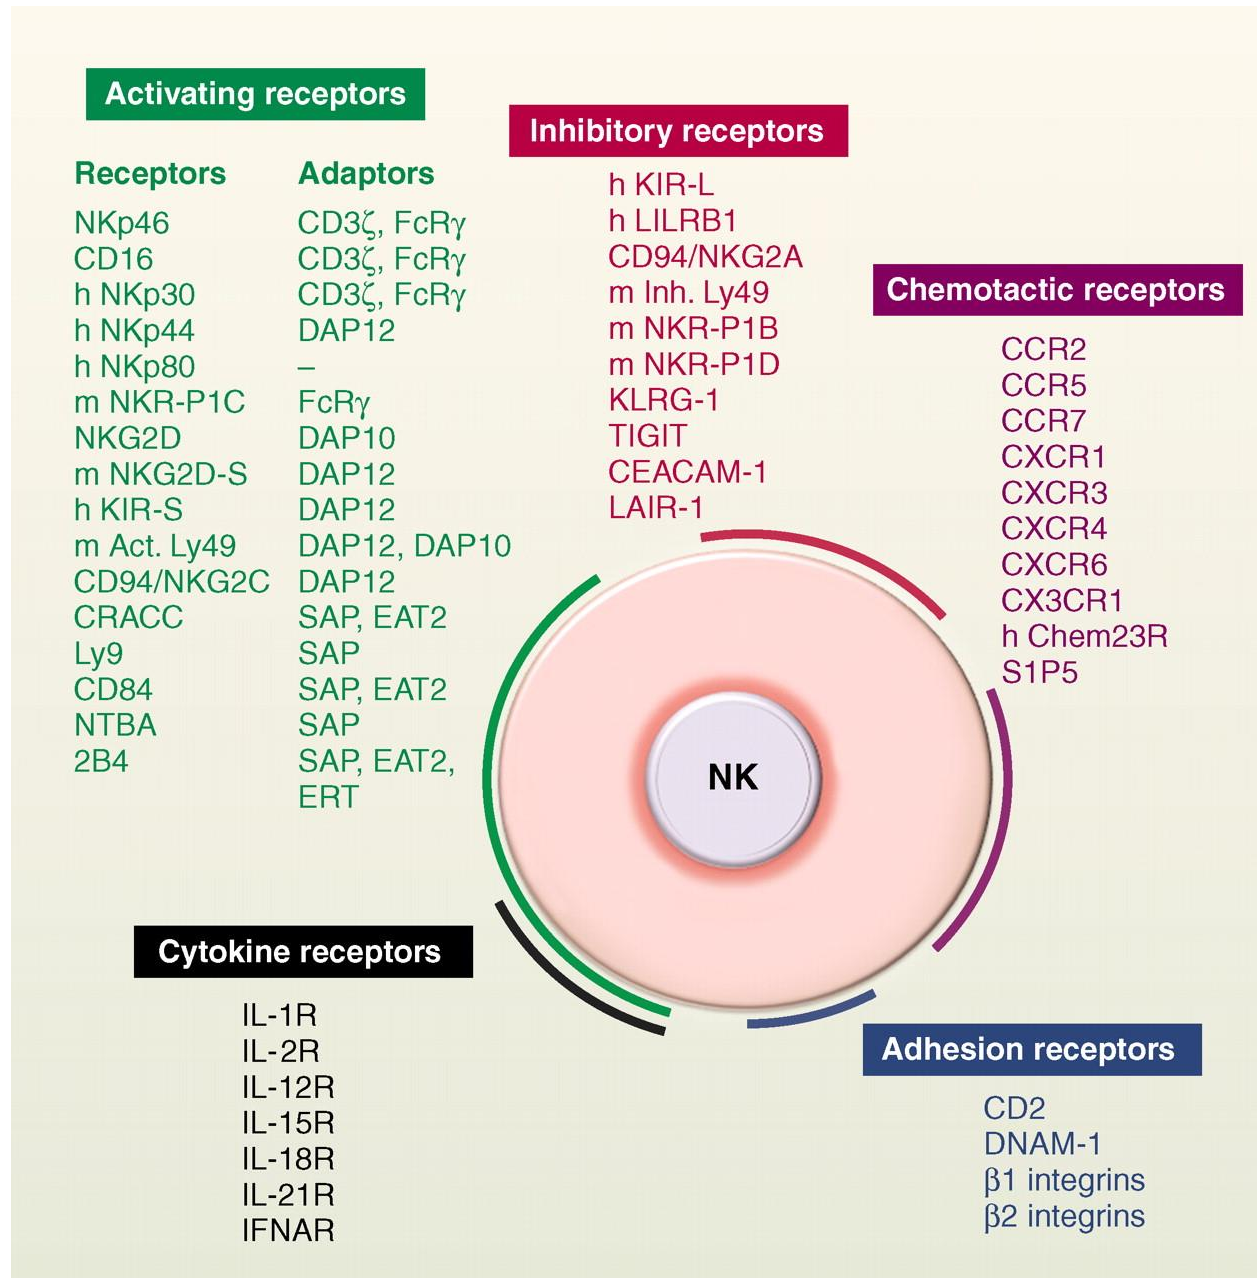 Activating receptors
Receptors Adaptors
NKp46 CD3ζ, FcRγ
CD16 CD3ζ, FcRγ
h NKp30 CD3ζ, FcRγ
h NKp44 DAP12
h NKp80 –
m NKR-P1C FcRγ
NKG2D DAP10
m NKG2D-S DAP12
h KIR-S DAP12
m Act. Ly49 DAP12, DAP10
CD94/NKG2C DAP12
CRACC SAP, EAT2
Ly9 SAP
CD84 SAP, EAT2
NTBA SAP
2B4 SAP, EAT2,
ERT
Inhibitory receptors
h KIR-L
h LILRB1
CD94/NKG2A
m Inh. Ly49
m NKR-P1B
m NKR-P1D
KLRG-1
TIGIT
CEACAM-1
LAIR-1
Chemotactic receptors
CCR2
CCR5
CCR7
CXCR1
CXCR3
CXCR4
CXCR6
CX3CR1
h Chem23R
S1P5
NK
Cytokine receptors
IL-1R
IL-2R
IL-12R
IL-15R
IL-18R
IL-21R
IFNAR
Adhesion receptors
CD2
DNAM-1
β1 integrins
β2 integrins